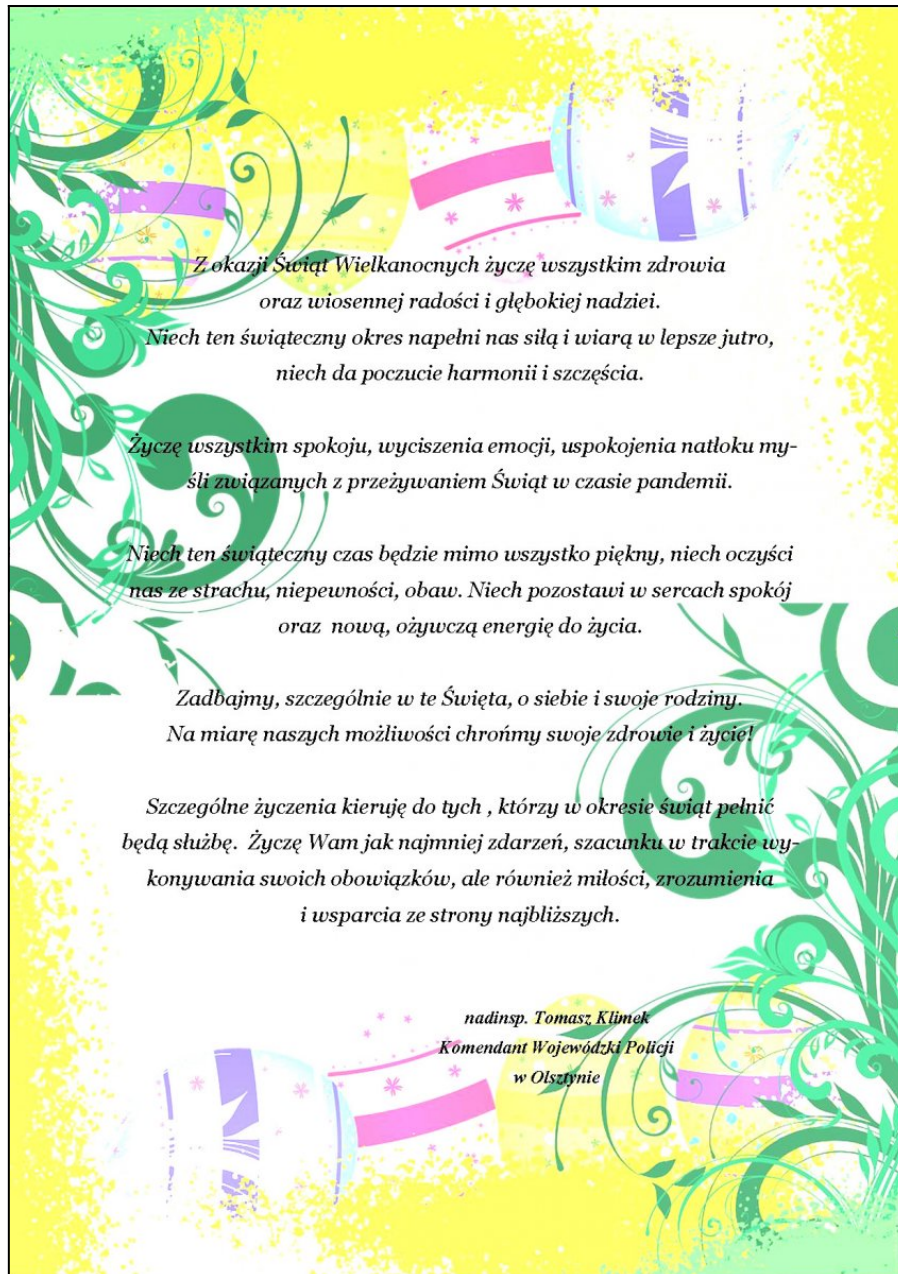 Z okazji Świąt Wielkanocnych życzę wszystkim zdrowia
oraz wiosennej radości i głębokiej nadziei.
Niech ten świąteczny okres napełni nas siłą i wiarą w lepsze jutro,
niech da poczucie harmonii i szczęścia.
Życzę wszystkim spokoju, wyciszenia emocji, uspokojenia natłoku my-
śli związanych z przeżywaniem Świąt w czasie pandemii.
Niech ten świąteczny czas będzie mimo wszystko piękny, niech oczyści
nas ze strachu, niepewności, obaw. Niech pozostawi w sercach spokój
oraz  nową, ożywczą energię do życia.
Zadbajmy, szczególnie w te Święta, o siebie i swoje rodziny.
Na miarę naszych możliwości chrońmy swoje zdrowie i życie!
Szczególne życzenia kieruję do tych , którzy w okresie świąt pełnić
będą służbę.  Życzę Wam jak najmniej zdarzeń, szacunku w trakcie wy-
konywania swoich obowiązków, ale również miłości, zrozumienia
i wsparcia ze strony najbliższych.
nadinsp. Tomasz Klimek
Komendant Wojewódzki Policji
w Olsztynie